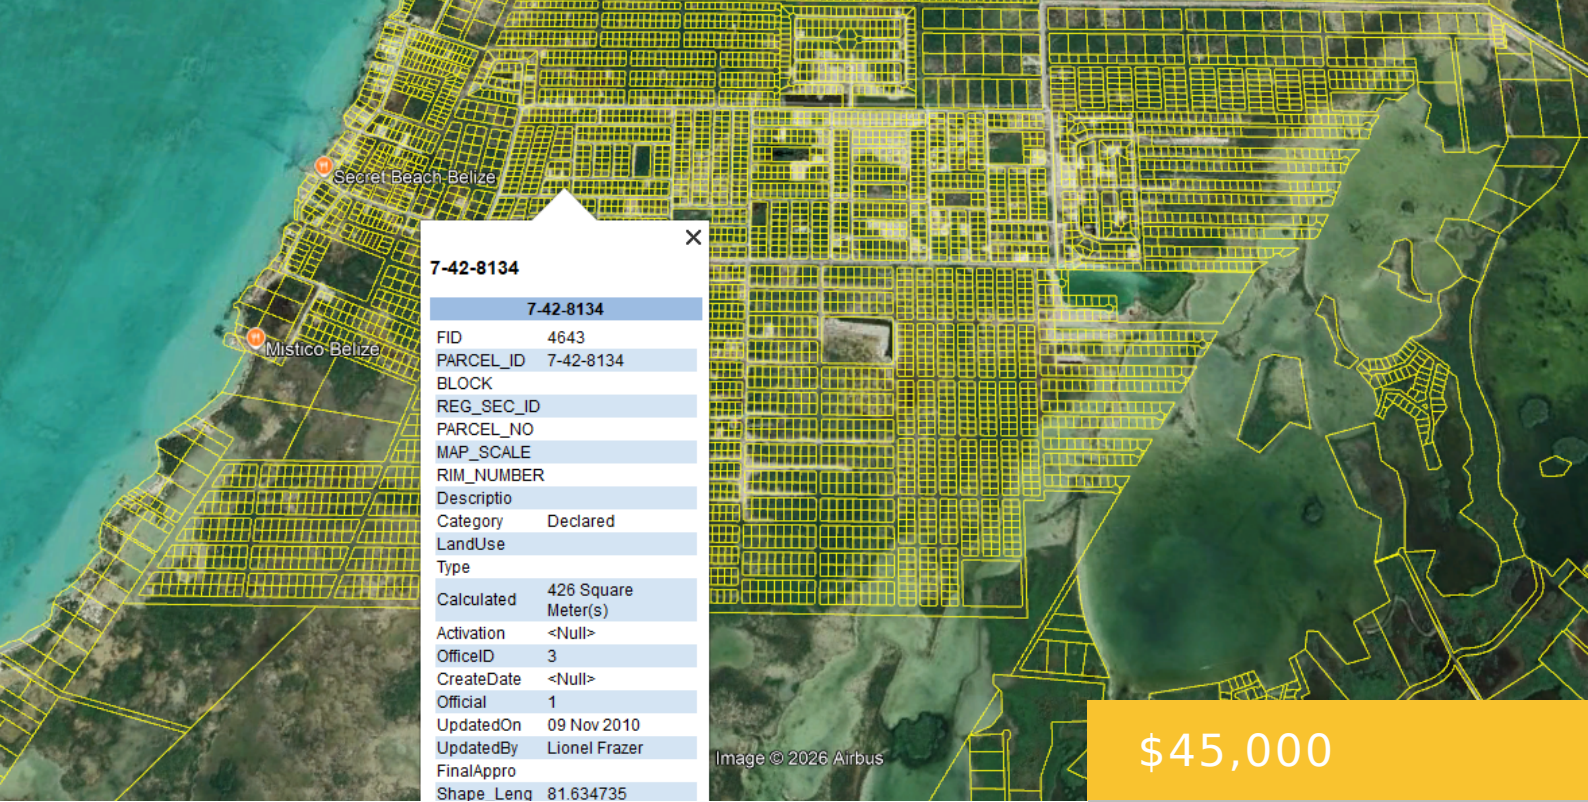 Secret Beach Belize
Mistico Belize
7-42-8134
7-42-8134
FID 4643
PARCEL_ID 7-42-8134
BLOCK
REG_SEC_ID
PARCEL_NO
MAP_SCALE
RIM_NUMBER
Descriptio
Category Declared
LandUse
Type
Calculated 426 Square
Meter(s)
Activation <Null>
OfficeID 3
CreateDate <Null>
Official 1
UpdatedOn 09 Nov 2010
UpdatedBy Lionel Frazer
FinalAppro
Shape_Leng 81.634735
Image © 2026 Airbus
$45,000